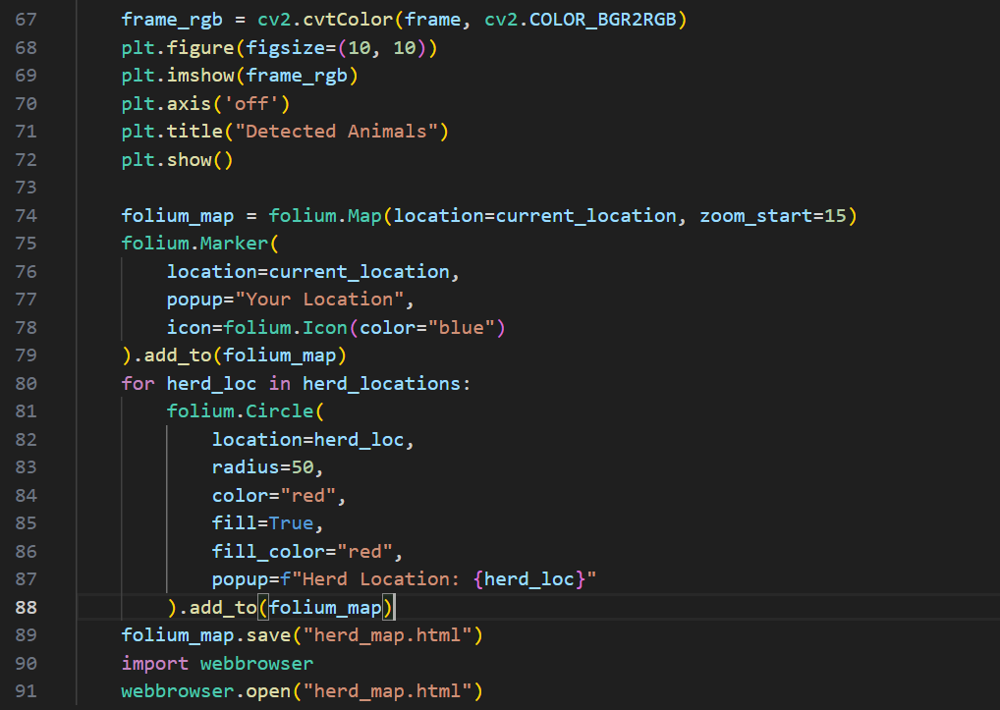 67 frame_rgb = cv2.cvtColor(frame, cv2.COLOR_BGR2RGB)
68 plt.figure(figsize=(10, 10))
69 plt.imshow(frame_rgb)
70 plt.axis('off')
71 plt.title("Detected Animals")
72 plt.show()
73
74 folium_map = folium.Map(location=current_location, zoom_start=15)
75 folium.Marker(
76     location=current_location,
77     popup="Your Location",
78     icon=folium.Icon(color="blue")
79 ).add_to(folium_map)
80 for herd_loc in herd_locations:
81     folium.Circle(
82         location=herd_loc,
83         radius=50,
84         color="red",
85         fill=True,
86         fill_color="red",
87         popup=f"Herd Location: {herd_loc}"
88     ).add_to(folium_map)
89 folium_map.save("herd_map.html")
90 import webbrowser
91 webbrowser.open("herd_map.html")